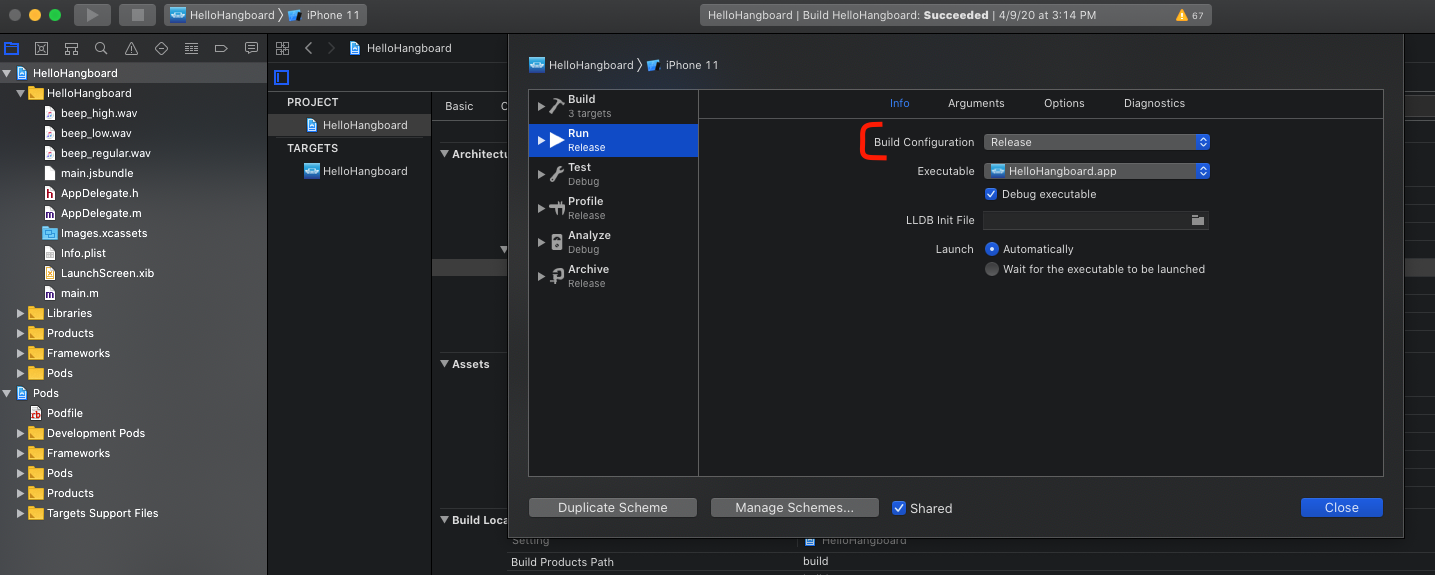 HelloHangboard iPhone 11
HelloHangboard | Build HelloHangboard: Succeeded | 4/9/20 at 3:14 PM 67
HelloHangboard
HelloHangboard
beep_high.wav
beep_low.wav
beep_regular.wav
main.jsbundle
AppDelegate.h
AppDelegate.m
Images.xcassets
Info.plist
LaunchScreen.xib
main.m
Libraries
Products
Frameworks
Pods
Pods
Podfile
Development Pods
Frameworks
Pods
Products
Targets Support Files
HelloHangboard
PROJECT
HelloHangboard
TARGETS
HelloHangboard
Basic
Architectu
Assets
Build Loca
HelloHangboard iPhone 11
Build
3 targets
Run
Release
Test
Debug
Profile
Release
Analyze
Debug
Archive
Release
Info Arguments Options Diagnostics
Build Configuration Release
Executable HelloHangboard.app
Debug executable
LLDB Init File
Launch Automatically
Wait for the executable to be launched
Duplicate Scheme Manage Schemes... Shared Close
Setting HelloHangboard
Build Products Path build